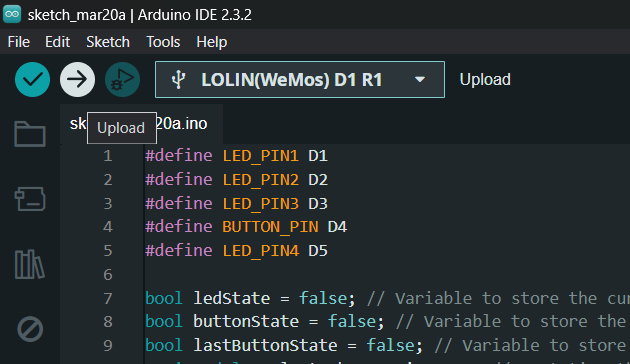 sketch_mar20a | Arduino IDE 2.3.2
File Edit Sketch Tools Help
LOLIN(WeMos) D1 R1 Upload
20a.ino
Upload
1 #define LED_PIN1 D1
2 #define LED_PIN2 D2
3 #define LED_PIN3 D3
4 #define BUTTON_PIN D4
5 #define LED_PIN4 D5
6
7 bool ledState = false; // Variable to store the cu
8 bool buttonState = false; // Variable to store the
9 bool lastButtonState = false; // Variable to store